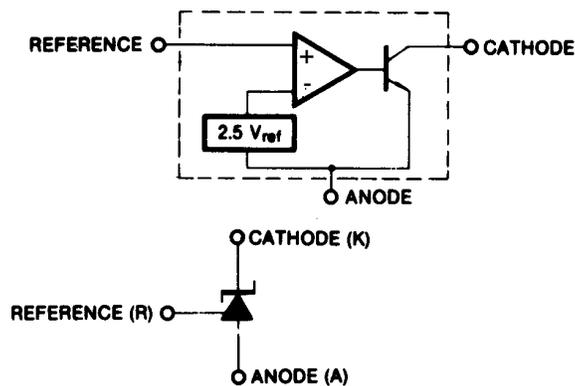 REFERENCE
CATHODE
+
-
2.5 Vref
ANODE
CATHODE (K)
REFERENCE (R)
ANODE (A)